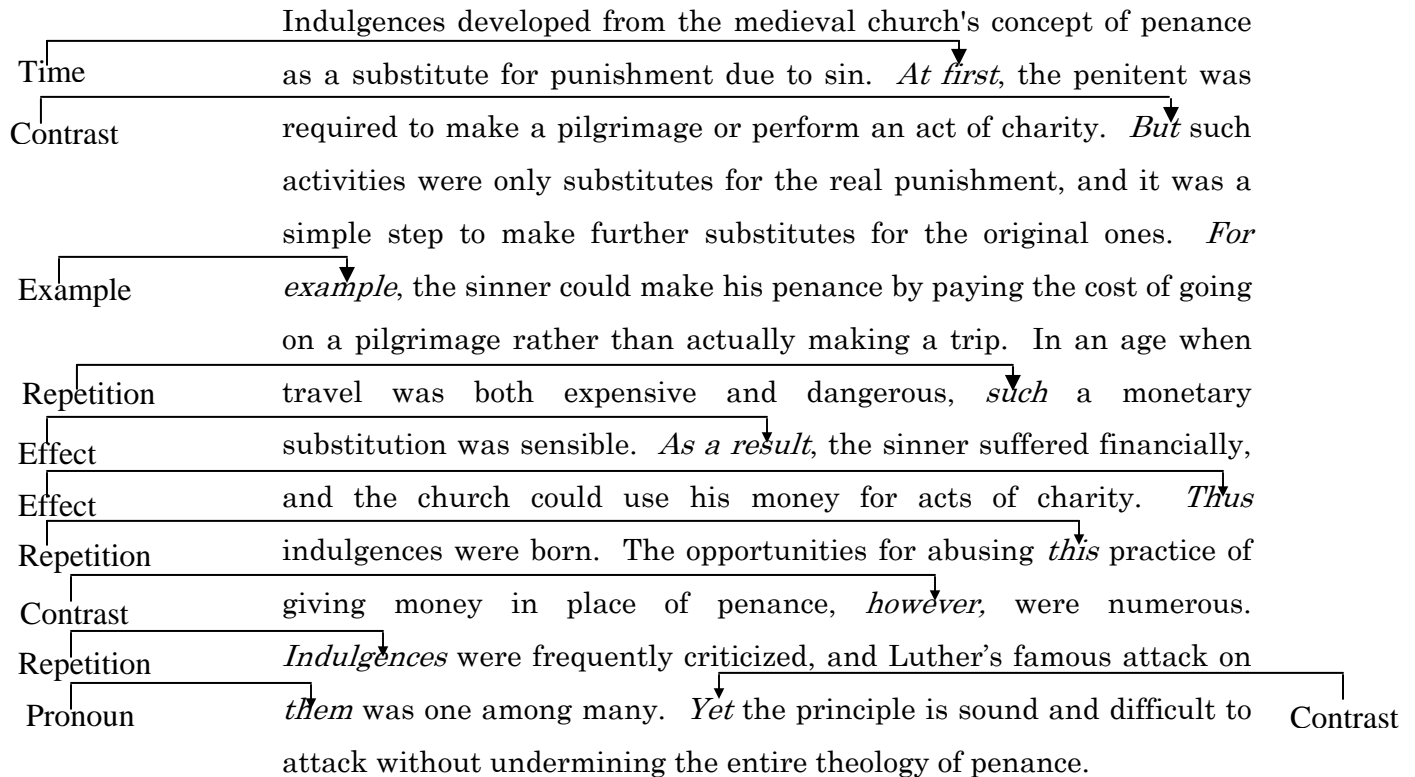 Indulgences developed from the medieval church's concept of penance
Time as a substitute for punishment due to sin. At first, the penitent was
Contrast required to make a pilgrimage or perform an act of charity. But such
activities were only substitutes for the real punishment, and it was a
simple step to make further substitutes for the original ones. For
Example example, the sinner could make his penance by paying the cost of going
on a pilgrimage rather than actually making a trip. In an age when
Repetition travel was both expensive and dangerous, such a monetary
Effect substitution was sensible. As a result, the sinner suffered financially,
Effect and the church could use his money for acts of charity. Thus
Repetition indulgences were born. The opportunities for abusing this practice of
Contrast giving money in place of penance, however, were numerous.
Repetition Indulgences were frequently criticized, and Luther's famous attack on
Pronoun them was one among many. Yet the principle is sound and difficult to Contrast
attack without undermining the entire theology of penance.